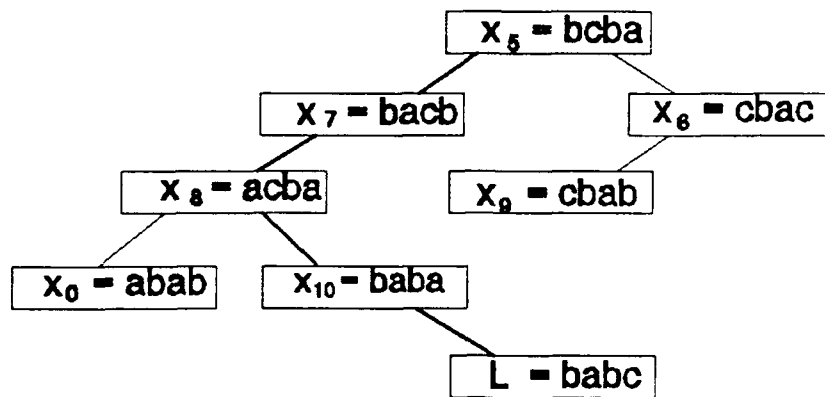 x₅ = bcba
x₇ = bacb
x₆ = cbac
x₈ = acba
x₉ = cbab
x₀ = abab
x₁₀ = baba
L = babc